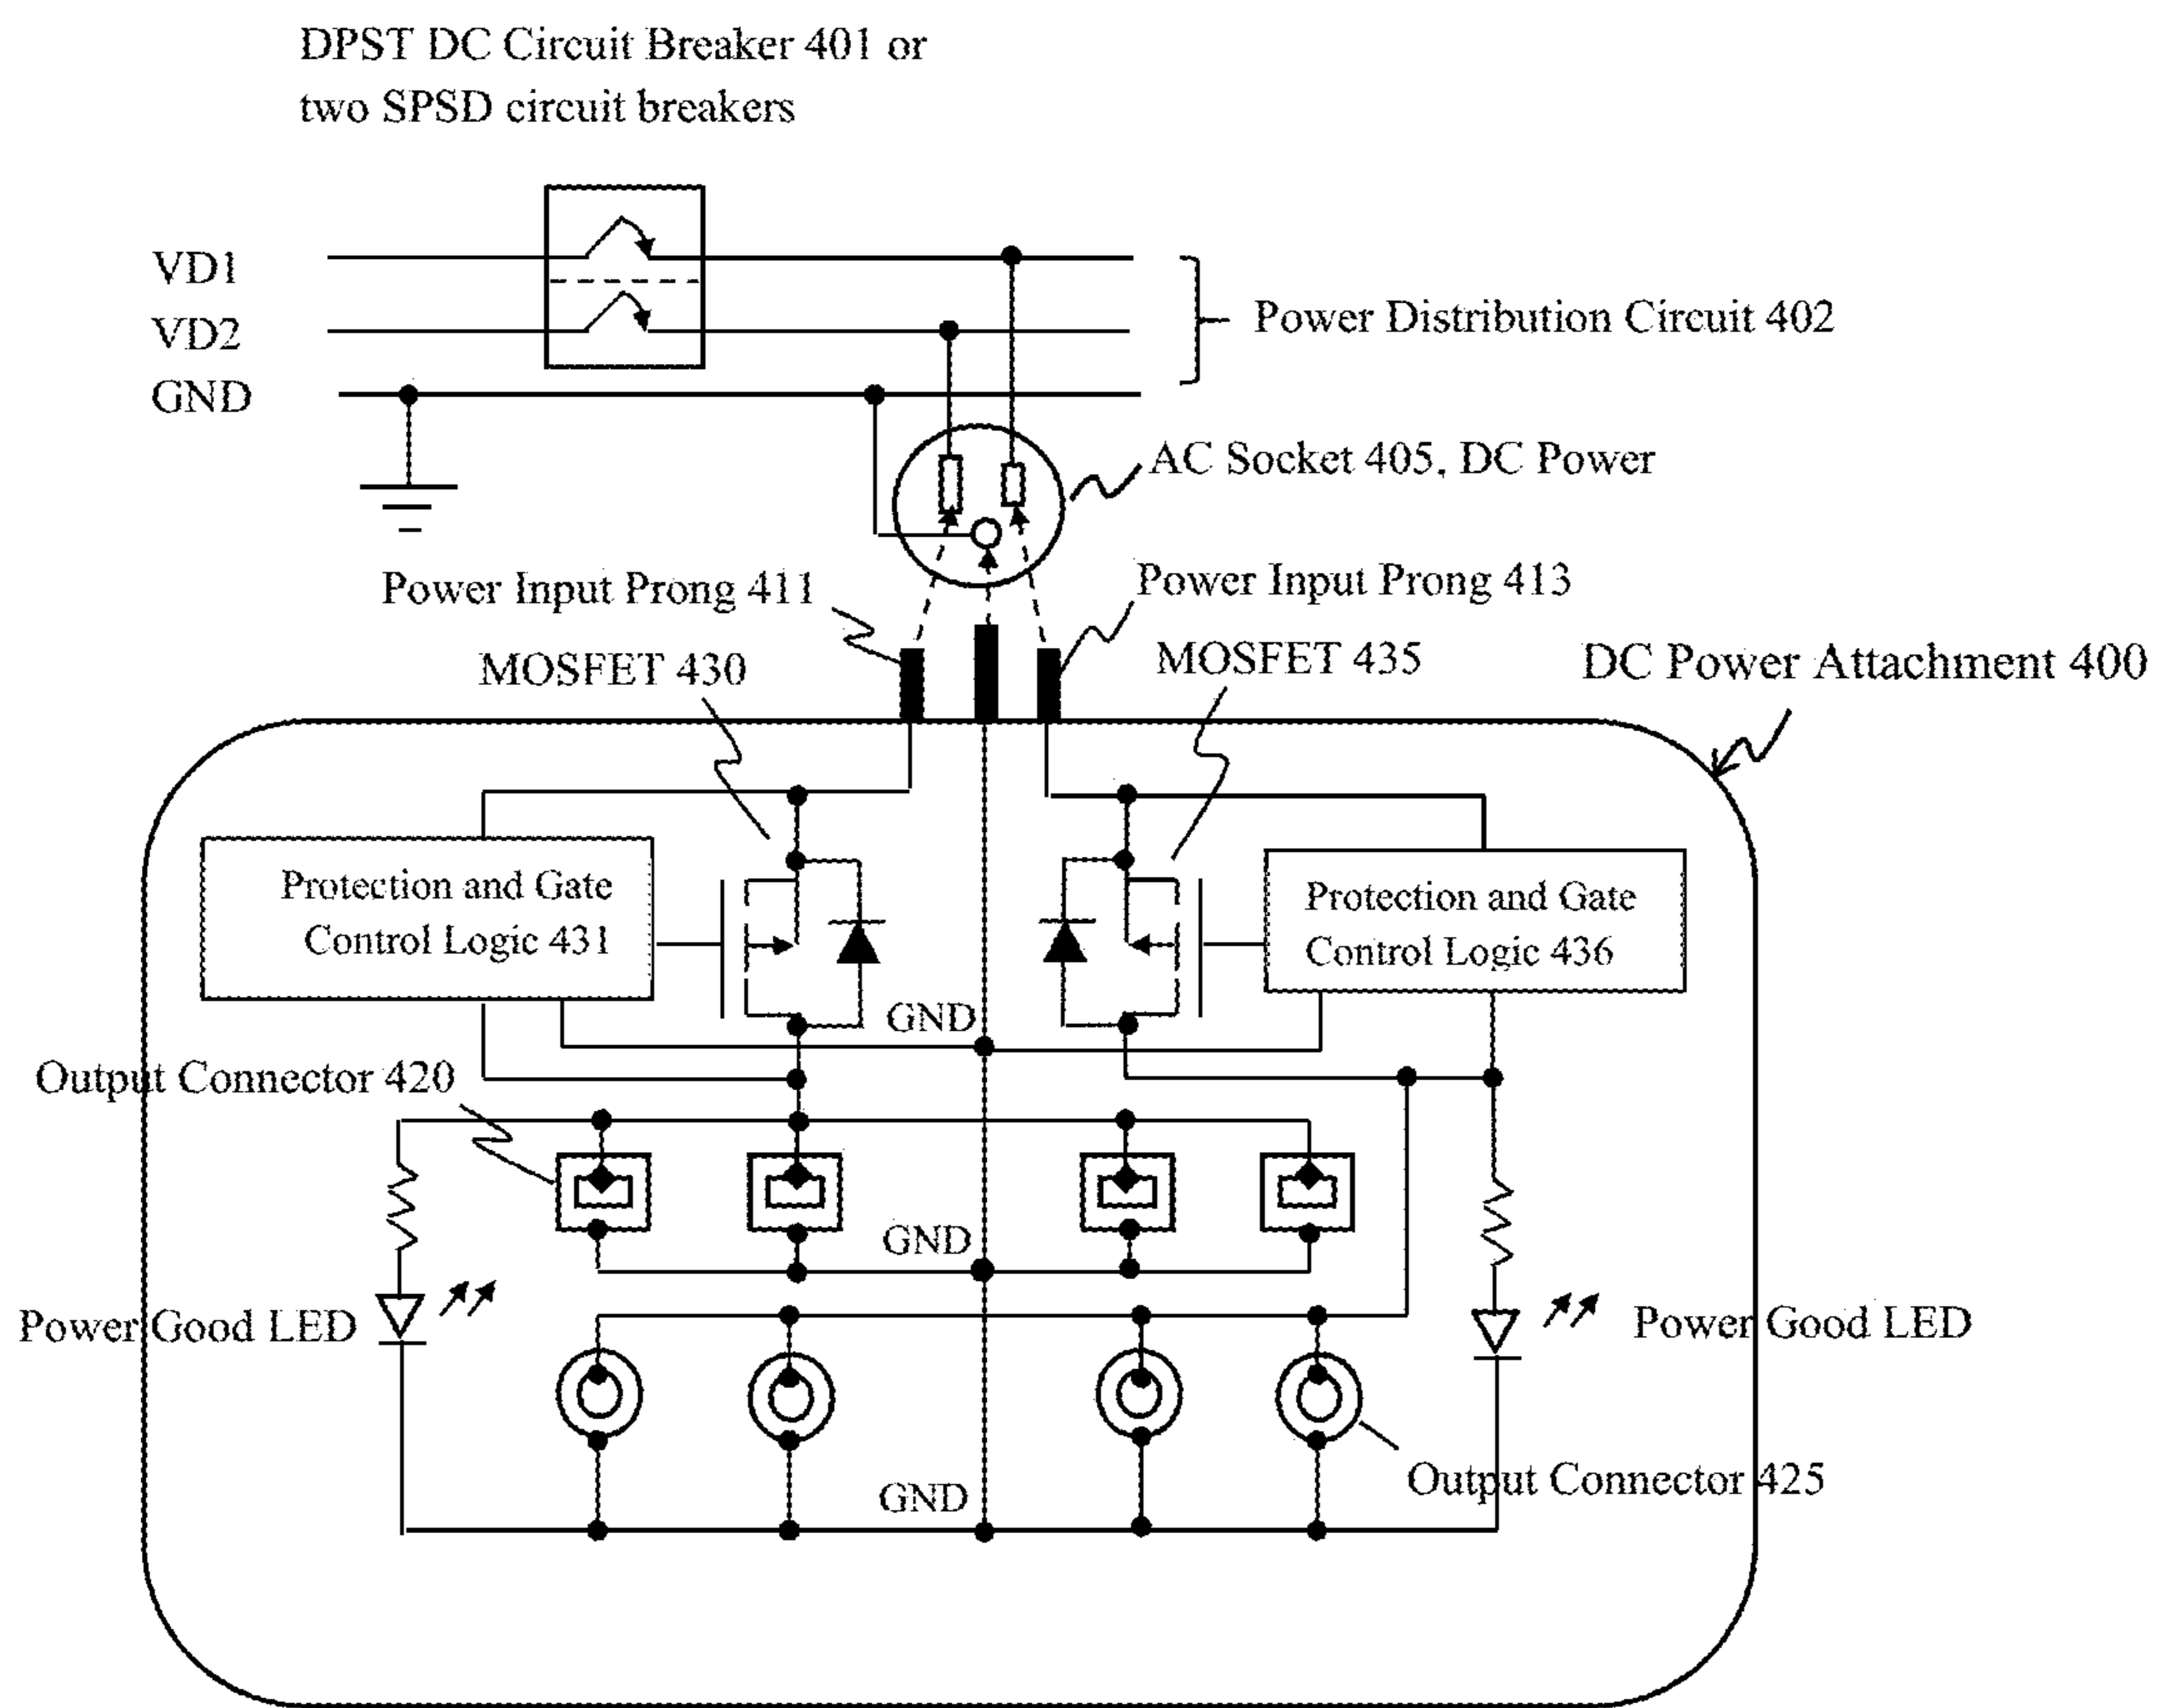 DPST DC Circuit Breaker 401 or
two SPSD circuit breakers
VD1
VD2
Power Distribution Circuit 402
GND
AC Socket 405, DC Power
Power Input Prong 411
Power Input Prong 413
MOSFET 430
MOSFET 435
DC Power Attachment 400
Protection and Gate
Control Logic 431
Protection and Gate
Control Logic 436
GND
Output Connector 420
GND
Power Good LED
Power Good LED
Output Connector 425
GND